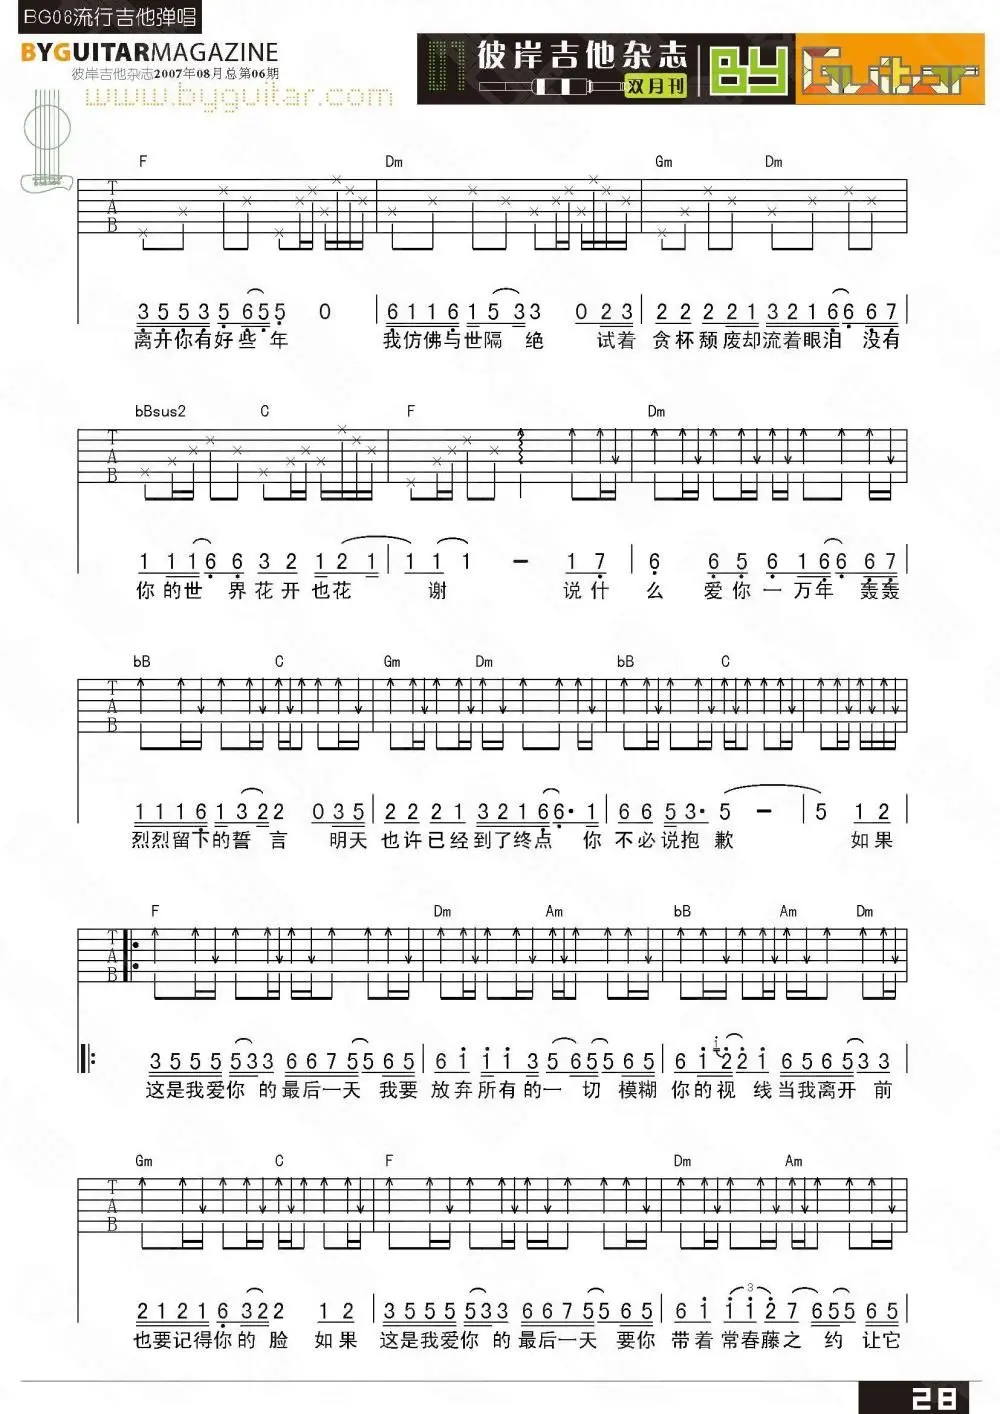 BG06流行吉他弹唱
BYGUITARMAGAZINE
彼岸吉他杂志2007年08月总第06期
www.byguitar.com
彼岸吉他杂志
双月刊
BY Guitar
F Dm Gm Dm
TAB
3 5 5 3 5 6 5 5 0 6 1 1 6 1 5 3 3 0 2 3 2 2 2 2 1 3 2 1 6 6 6 7
离开你有好些年 我仿佛与世隔绝 试着贪杯颓废却流着眼泪 没有
bBsus2 C F Dm
TAB
1 1 1 6 6 3 2 1 2 1 1 1 1 - 1 7 6 6 5 6 1 6 6 6 7
你的世界花开也花谢 说什么爱你一万年 轰轰
bB C Gm Dm bB C
TAB
1 1 1 6 1 3 2 2 0 3 5 2 2 2 1 3 2 1 6 6· 1 6 6 5 3· 5 - 5 1 2
烈烈留下的誓言 明天也许已经到了终点 你不必说抱歉 如果
F Dm Am bB Am Dm
TAB
3 5 5 5 5 3 3 6 6 7 5 5 6 5 6 1 1 1 3 5 6 5 5 6 5 6 1 2 2 1 6 5 6 5 3 3
这是我爱你的最后一天 我要放弃所有的一切 模糊你的视线当我离开前
Gm C F Dm Am
TAB
2 1 2 1 6 3 2 2 1 2 3 5 5 5 5 3 3 6 6 7 5 5 6 5 6 1 1 1 2 7 6 5 5 6 5
3
也要记得你的脸 如果这是我爱你的最后一天 要你带着常春藤之约 让它
28